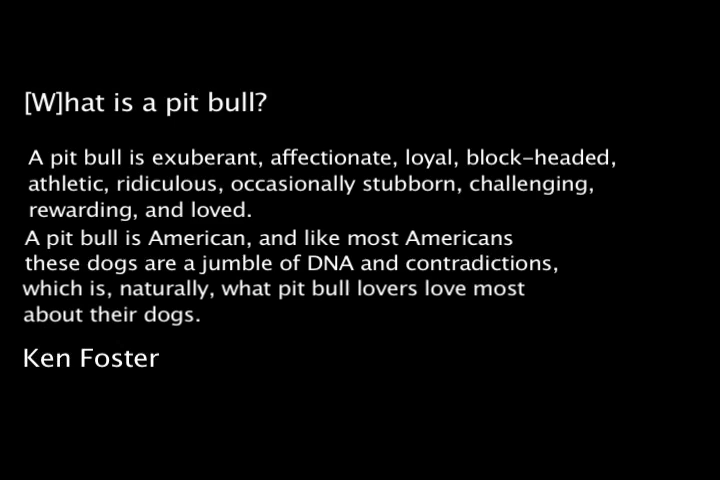 [W]hat is a pit bull?
A pit bull is exuberant, affectionate, loyal, block-headed,
athletic, ridiculous, occasionally stubborn, challenging,
rewarding, and loved.
A pit bull is American, and like most Americans
these dogs are a jumble of DNA and contradictions,
which is, naturally, what pit bull lovers love most
about their dogs.
Ken Foster